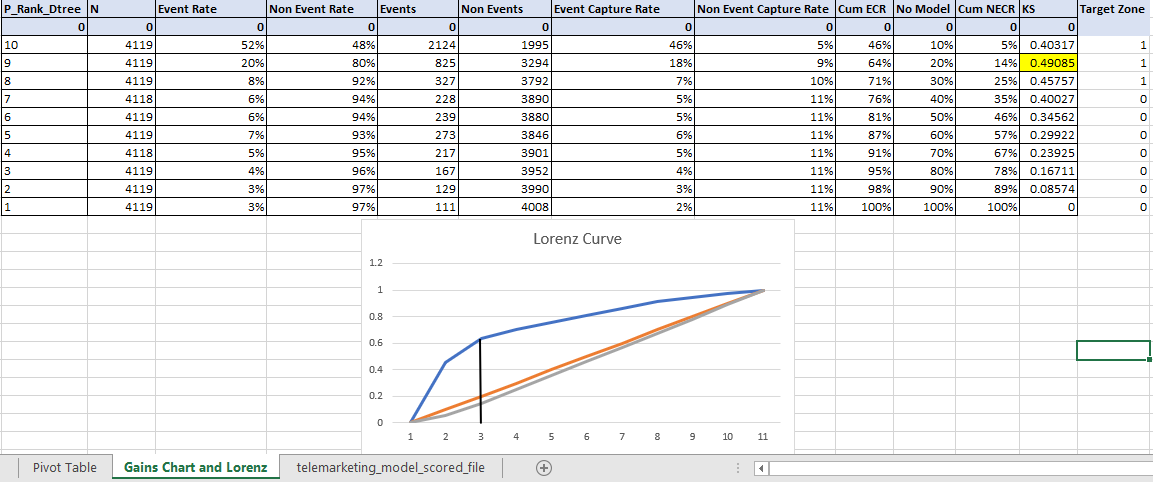 P_Rank_Dtree N Event Rate Non Event Rate Events Non Events Event Capture Rate Non Event Capture Rate Cum ECR No Model Cum NECR KS Target Zone
0 0 0 0 0 0 0 0 0 0
10 4119 52% 48% 2124 1995 46% 5% 46% 10% 5% 0.40317 1
9 4119 20% 80% 825 3294 18% 9% 64% 20% 14% 0.49085 1
8 4119 8% 92% 327 3792 7% 10% 71% 30% 25% 0.45757 1
7 4118 6% 94% 228 3890 5% 11% 76% 40% 35% 0.40027 0
6 4119 6% 94% 239 3880 5% 11% 81% 50% 46% 0.34562 0
5 4119 7% 93% 273 3846 6% 11% 87% 60% 57% 0.29922 0
4 4118 5% 95% 217 3901 5% 11% 91% 70% 67% 0.23925 0
3 4119 4% 96% 167 3952 4% 11% 95% 80% 78% 0.16711 0
2 4119 3% 97% 129 3990 3% 11% 98% 90% 89% 0.08574 0
1 4119 3% 97% 111 4008 2% 11% 100% 100% 100% 0 0
Lorenz Curve
1.2
1
0.8
0.6
0.4
0.2
0
1 2 3 4 5 6 7 8 9 10 11
Pivot Table Gains Chart and Lorenz telemarketing_model_scored_file